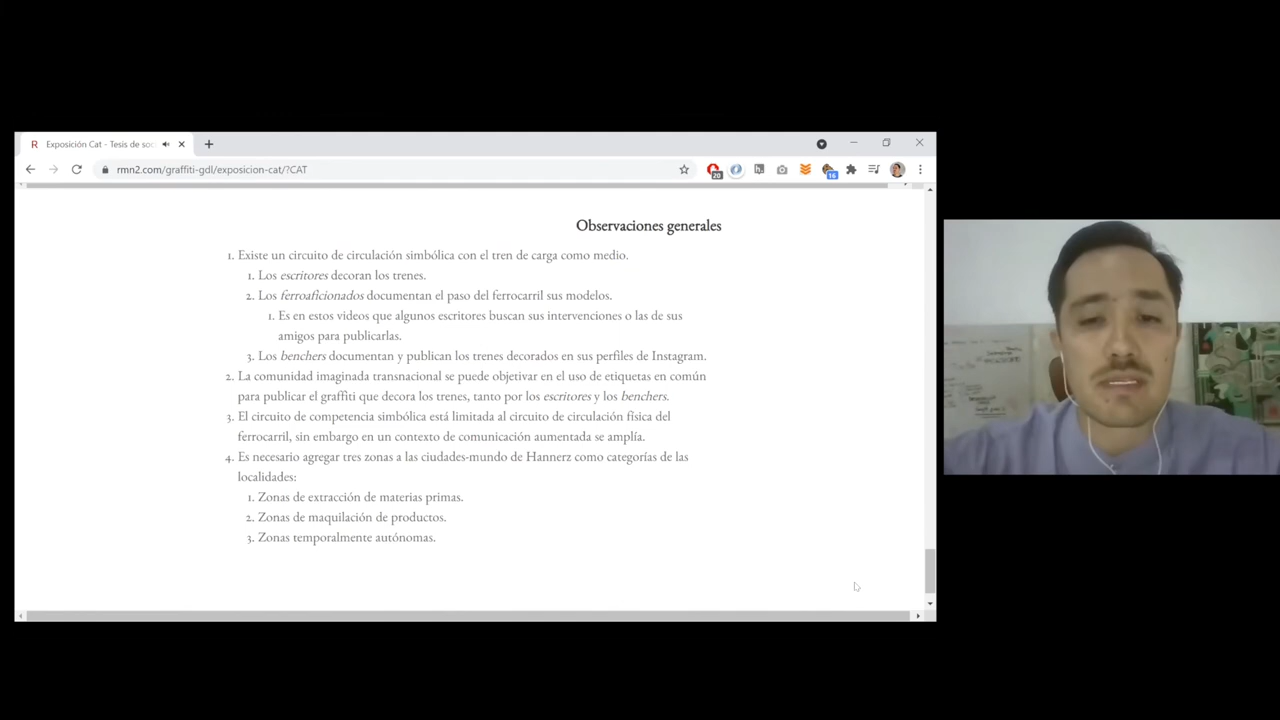 R Exposición Cat - Tesis de soc
rmn2.com/graffiti-gdl/exposicion-cat/?CAT
20
16
Observaciones generales
1. Existe un circuito de circulación simbólica con el tren de carga como medio.
1. Los escritores decoran los trenes.
2. Los ferroaficionados documentan el paso del ferrocarril sus modelos.
1. Es en estos videos que algunos escritores buscan sus intervenciones o las de sus
amigos para publicarlas.
3. Los benchers documentan y publican los trenes decorados en sus perfiles de Instagram.
2. La comunidad imaginada transnacional se puede objetivar en el uso de etiquetas en común
para publicar el graffiti que decora los trenes, tanto por los escritores y los benchers.
3. El circuito de competencia simbólica está limitada al circuito de circulación física del
ferrocarril, sin embargo en un contexto de comunicación aumentada se amplía.
4. Es necesario agregar tres zonas a las ciudades-mundo de Hannerz como categorías de las
localidades:
1. Zonas de extracción de materias primas.
2. Zonas de maquilación de productos.
3. Zonas temporalmente autónomas.